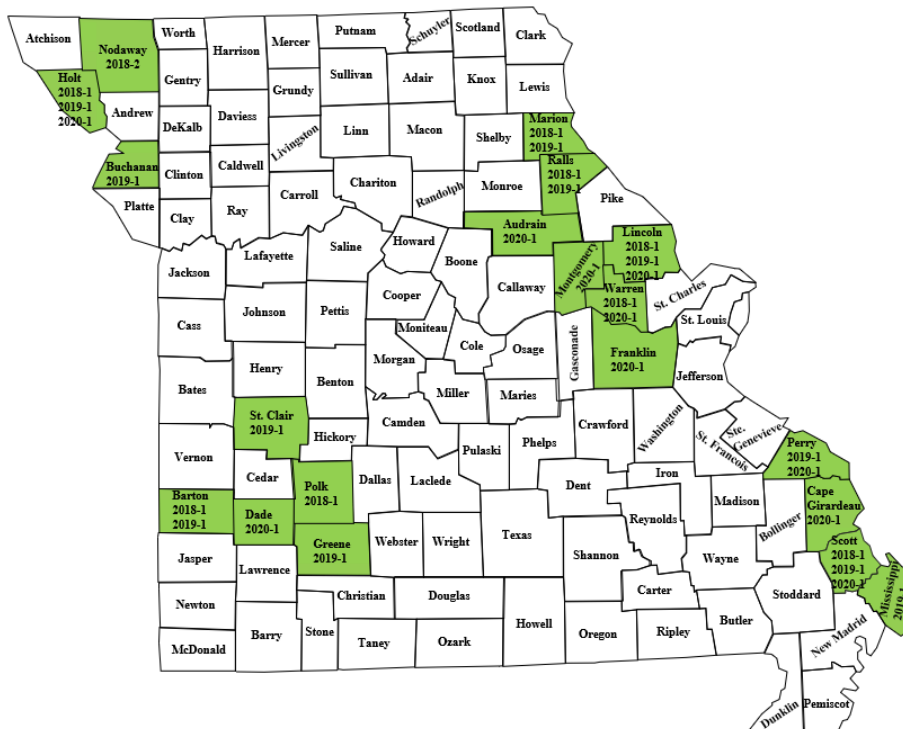 Atchison
Nodaway
2018-2
Worth
Harrison
Mercer
Putnam
Schuyler
Scotland
Clark
Holt
2018-1
2019-1
2020-1
Gentry
Grundy
Sullivan
Adair
Knox
Lewis
Andrew
DeKalb
Daviess
Livingston
Linn
Macon
Shelby
Marion
2018-1
2019-1
Buchanan
2019-1
Clinton
Caldwell
Carroll
Chariton
Randolph
Monroe
Ralls
2018-1
2019-1
Pike
Platte
Clay
Ray
Saline
Howard
Boone
Audrain
2020-1
Callaway
Montgomery
2020-1
Lincoln
2018-1
2019-1
2020-1
Warren
2018-1
2020-1
St. Charles
St. Louis
Jackson
Lafayette
Cooper
Cass
Johnson
Pettis
Moniteau
Morgan
Cole
Osage
Gasconade
Franklin
2020-1
Jefferson
Bates
Henry
Benton
Miller
Maries
St. Clair
2019-1
Hickory
Camden
Pulaski
Phelps
Crawford
Washington
St. Francois
Ste.
Genevieve
Perry
2019-1
2020-1
Vernon
Cedar
Polk
2018-1
Dallas
Laclede
Dent
Iron
Madison
Bollinger
Cape
Girardeau
2020-1
Barton
2018-1
2019-1
Dade
2020-1
Greene
2019-1
Webster
Wright
Texas
Shannon
Reynolds
Wayne
Scott
2018-1
2019-1
2020-1
Mississippi
2019-1
Jasper
Lawrence
Christian
Douglas
Carter
Stoddard
Newton
Barry
Stone
Taney
Ozark
Howell
Oregon
Ripley
Butler
New Madrid
McDonald
Dunklin
Pemiscot